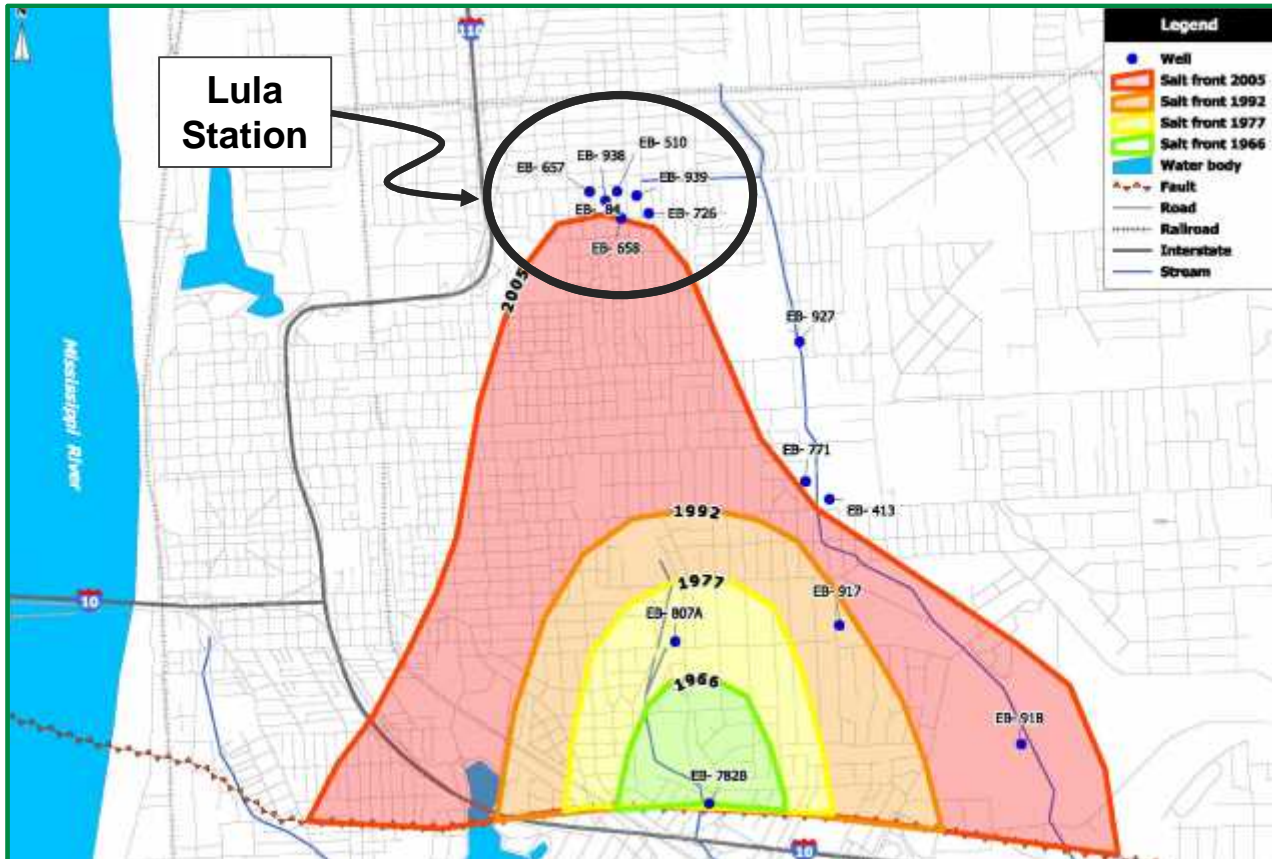 N
110
Lula
Station
Legend
Well
Salt front 2005
Salt front 1992
Salt front 1977
Salt front 1966
Water body
Fault
Road
Railroad
Interstate
Stream
EB- 510
EB- 938
EB- 657
EB- 939
EB- 84
EB- 726
EB- 658
2005
EB- 927
Mississippi River
EB- 771
EB- 413
1992
1977
10
EB- 917
EB- 807A
1966
EB- 918
EB- 782B
10